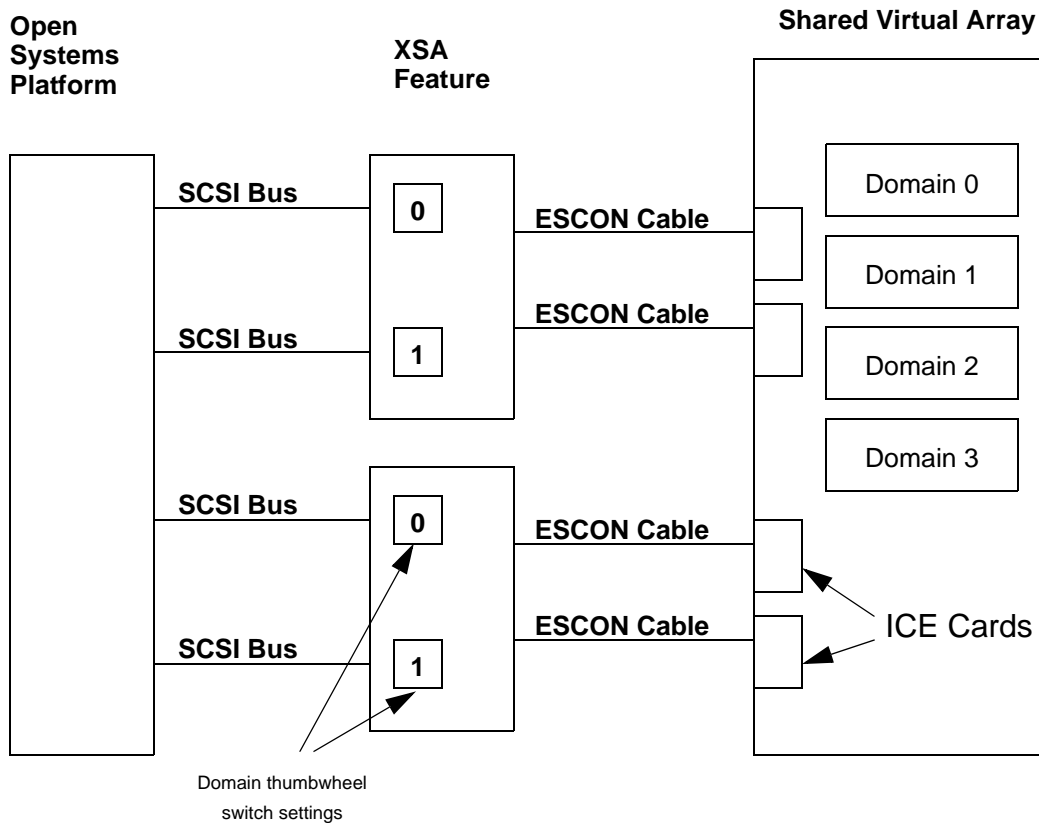 Open
Systems
Platform
XSA
Feature
Shared Virtual Array
SCSI Bus
0
ESCON Cable
Domain 0
Domain 1
SCSI Bus
1
ESCON Cable
Domain 2
Domain 3
SCSI Bus
0
ESCON Cable
SCSI Bus
1
ESCON Cable
ICE Cards
Domain thumbwheel
switch settings